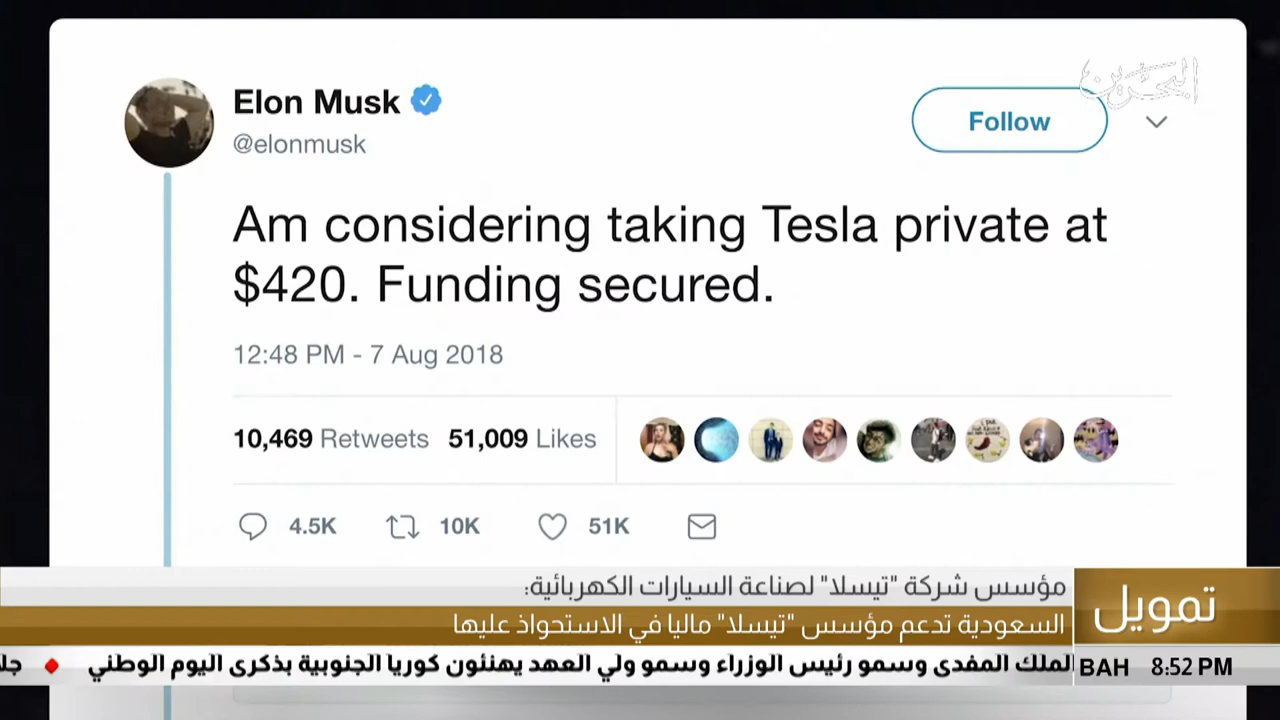 Elon Musk
@elonmusk
Follow
البحرين
Am considering taking Tesla private at
$420. Funding secured.
12:48 PM - 7 Aug 2018
10,469 Retweets 51,009 Likes
4.5K 10K 51K
تمويل
مؤسس شركة "تيسلا" لصناعة السيارات الكهربائية:
السعودية تدعم مؤسس "تيسلا" ماليا في الاستحواذ عليها
BAH 8:52 PM
الملك المفدى وسمو رئيس الوزراء وسمو ولي العهد يهنئون كوريا الجنوبية بذكرى اليوم الوطني